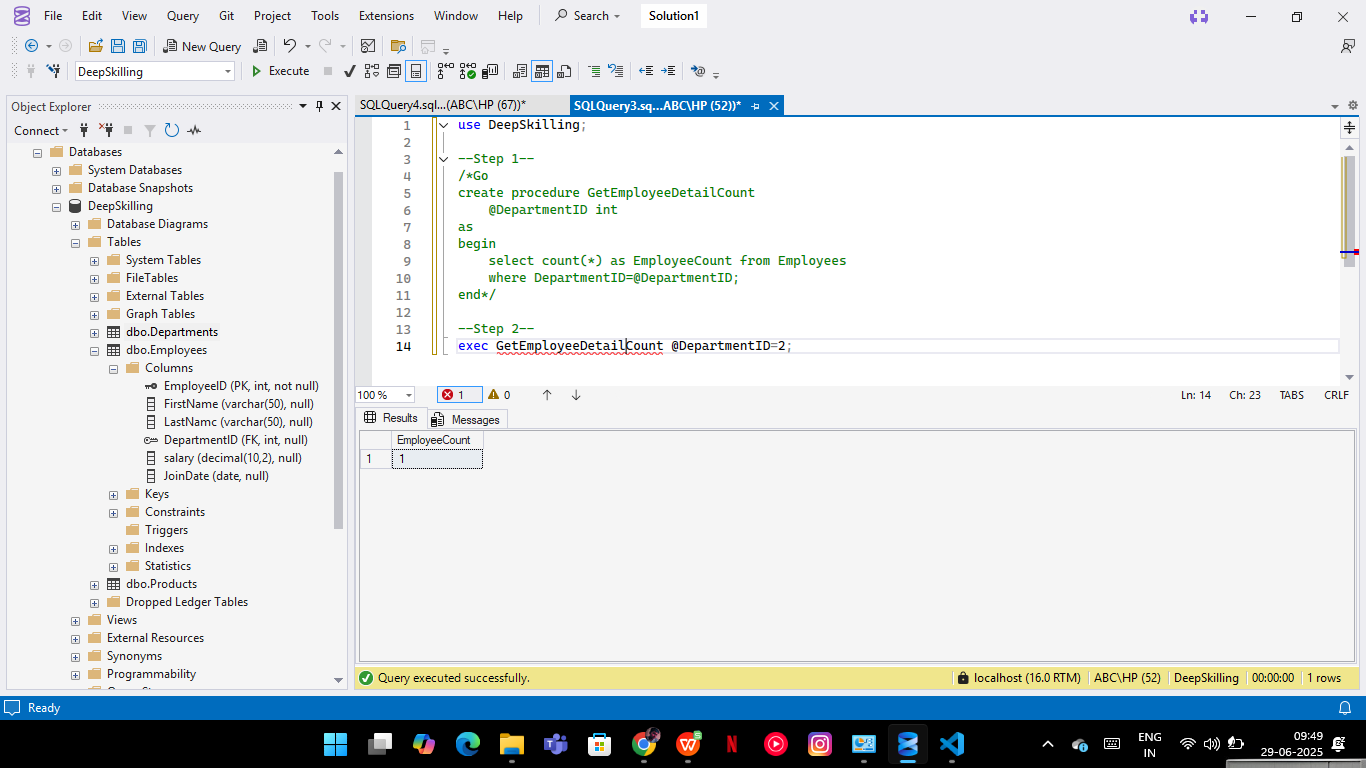 File Edit View Query Git Project Tools Extensions Window Help Search Solution1
New Query
DeepSkilling Execute
Object Explorer
Connect
Databases
System Databases
Database Snapshots
DeepSkilling
Database Diagrams
Tables
System Tables
FileTables
External Tables
Graph Tables
dbo.Departments
dbo.Employees
Columns
EmployeeID (PK, int, not null)
FirstName (varchar(50), null)
LastNamc (varchar(50), null)
DepartmentID (FK, int, null)
salary (decimal(10,2), null)
JoinDate (date, null)
Keys
Constraints
Triggers
Indexes
Statistics
dbo.Products
Dropped Ledger Tables
Views
External Resources
Synonyms
Programmability
SQLQuery4.sql...(ABC\HP (67))* SQLQuery3.sq...ABC\HP (52))*
1 use DeepSkilling;
2
3 --Step 1--
4 /*Go
5 create procedure GetEmployeeDetailCount
6 @DepartmentID int
7 as
8 begin
9 select count(*) as EmployeeCount from Employees
10 where DepartmentID=@DepartmentID;
11 end*/
12
13 --Step 2--
14 exec GetEmployeeDetailCount @DepartmentID=2;
100 % 1 0 Ln: 14 Ch: 23 TABS CRLF
Results Messages
EmployeeCount
1 1
Query executed successfully. localhost (16.0 RTM) ABC\HP (52) DeepSkilling 00:00:00 1 rows
Ready
ENG
IN
09:49
29-06-2025